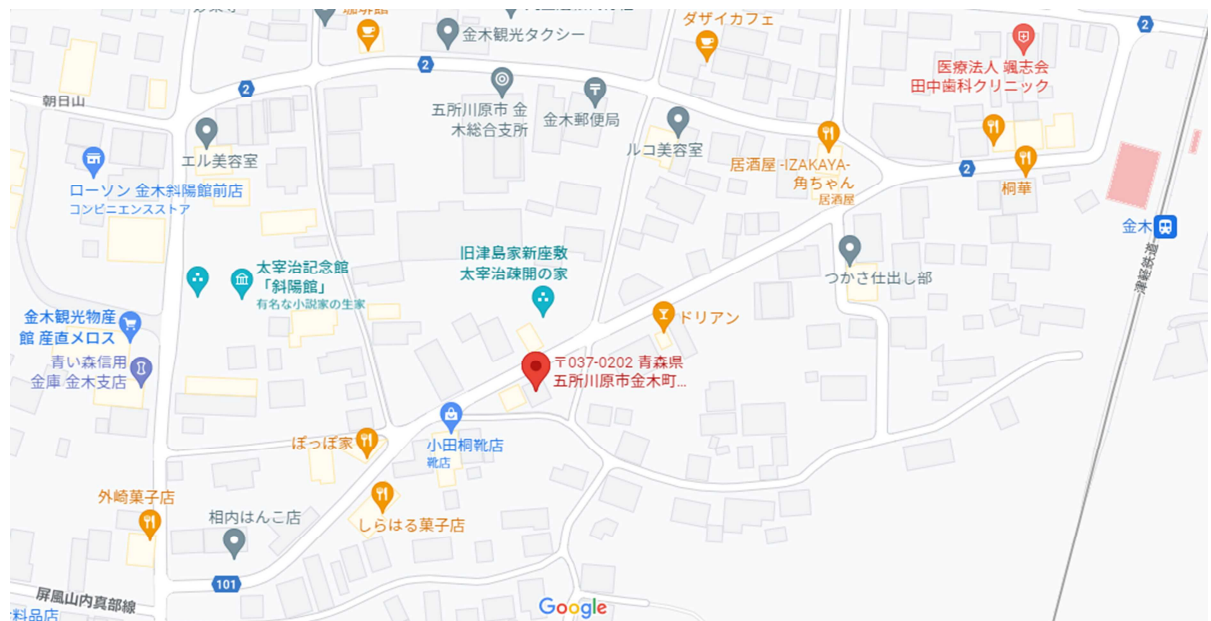 珈琲館
金木観光タクシー
ダザイカフェ
2
医療法人 颯志会
田中歯科クリニック
2
2
朝日山
五所川原市 金
木総合支所
金木郵便局
エル美容室
ルコ美容室
居酒屋 -IZAKAYA-
角ちゃん
居酒屋
2
桐華
ローソン 金木斜陽館前店
コンビニエンスストア
金木
津軽鉄道
旧津島家新座敷
太宰治疎開の家
太宰治記念館
「斜陽館」
有名な小説家の生家
つかさ仕出し部
金木観光物産
館 産直メロス
ドリアン
青い森信用
金庫 金木支店
〒037-0202 青森県
五所川原市金木町...
ぽっぽ家
小田桐靴店
靴店
外崎菓子店
相内はんこ店
しらはる菓子店
101
屏風山内真部線
料品店
Google